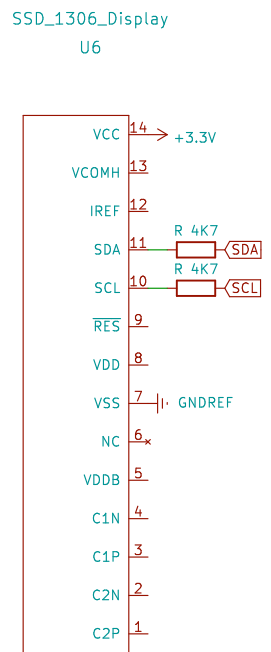 SSD_1306_Display
U6
VCC 14 +3.3V
VCOMH 13
IREF 12
R 4K7
SDA 11 SDA
R 4K7
SCL 10 SCL
RES 9
VDD 8
VSS 7 GNDREF
NC 6
VDDB 5
C1N 4
C1P 3
C2N 2
C2P 1